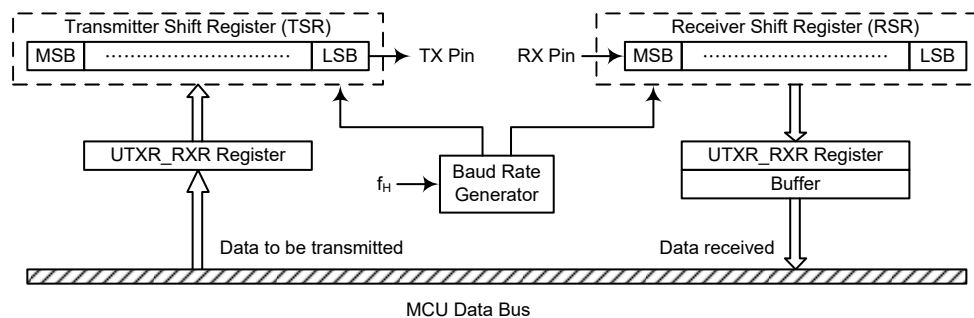 Transmitter Shift Register (TSR)
MSB ………………………… LSB
TX Pin
RX Pin
Receiver Shift Register (RSR)
MSB ………………………… LSB
UTXR_RXR Register
fH
Baud Rate
Generator
UTXR_RXR Register
Buffer
Data to be transmitted
Data received
MCU Data Bus